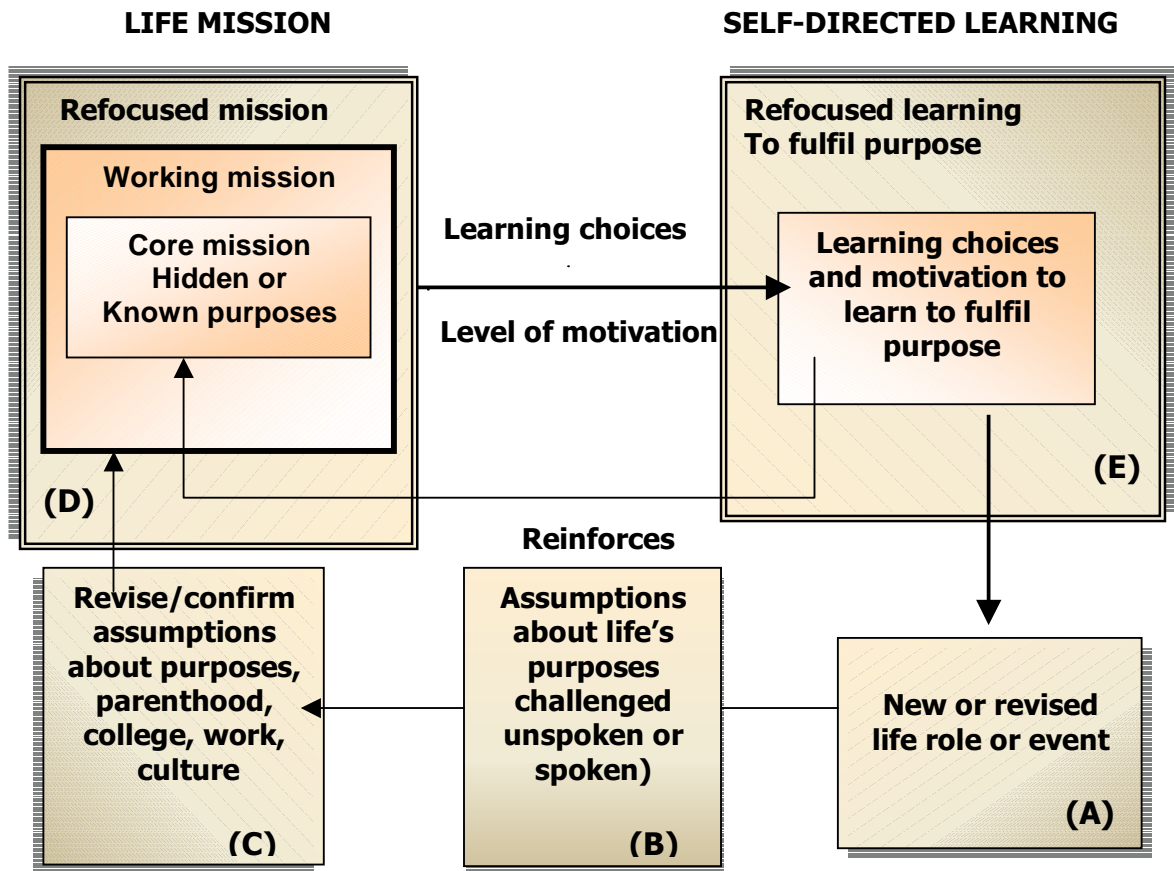 LIFE MISSION
SELF-DIRECTED LEARNING
Refocused mission
Working mission
Core mission
Hidden or
Known purposes
(D)
Learning choices
Level of motivation
Refocused learning
To fulfil purpose
Learning choices
and motivation to
learn to fulfil
purpose
(E)
Reinforces
Revise/confirm
assumptions
about purposes,
parenthood,
college, work,
culture
(C)
Assumptions
about life's
purposes
challenged
unspoken or
spoken)
(B)
New or revised
life role or event
(A)